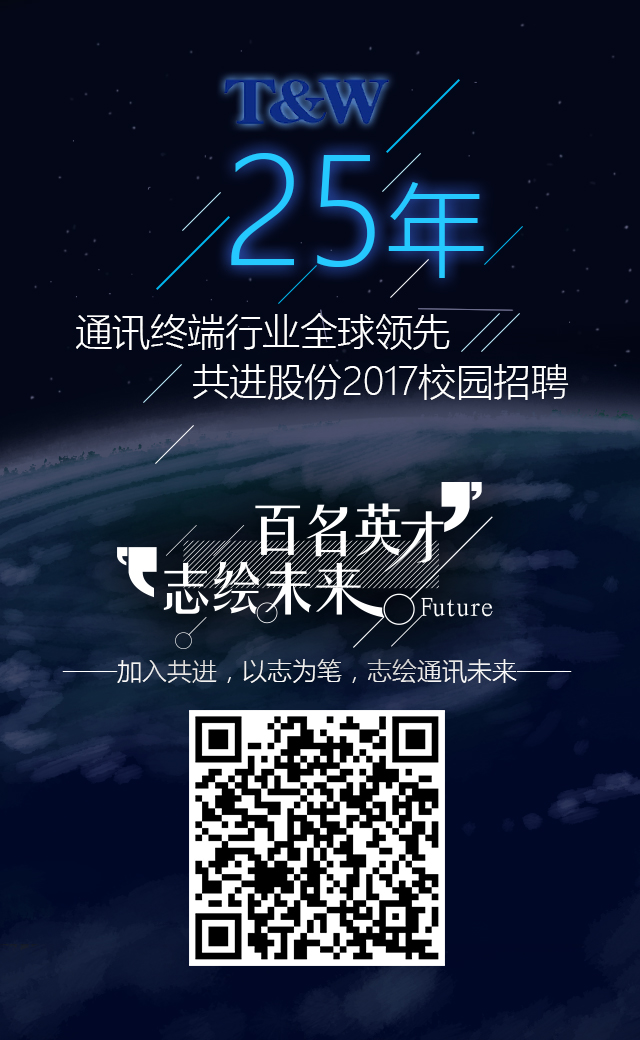 T&W
25年
通讯终端行业全球领先
共进股份2017校园招聘
百名英才
志绘未来
Future
加入共进，以志为笔，志绘通讯未来